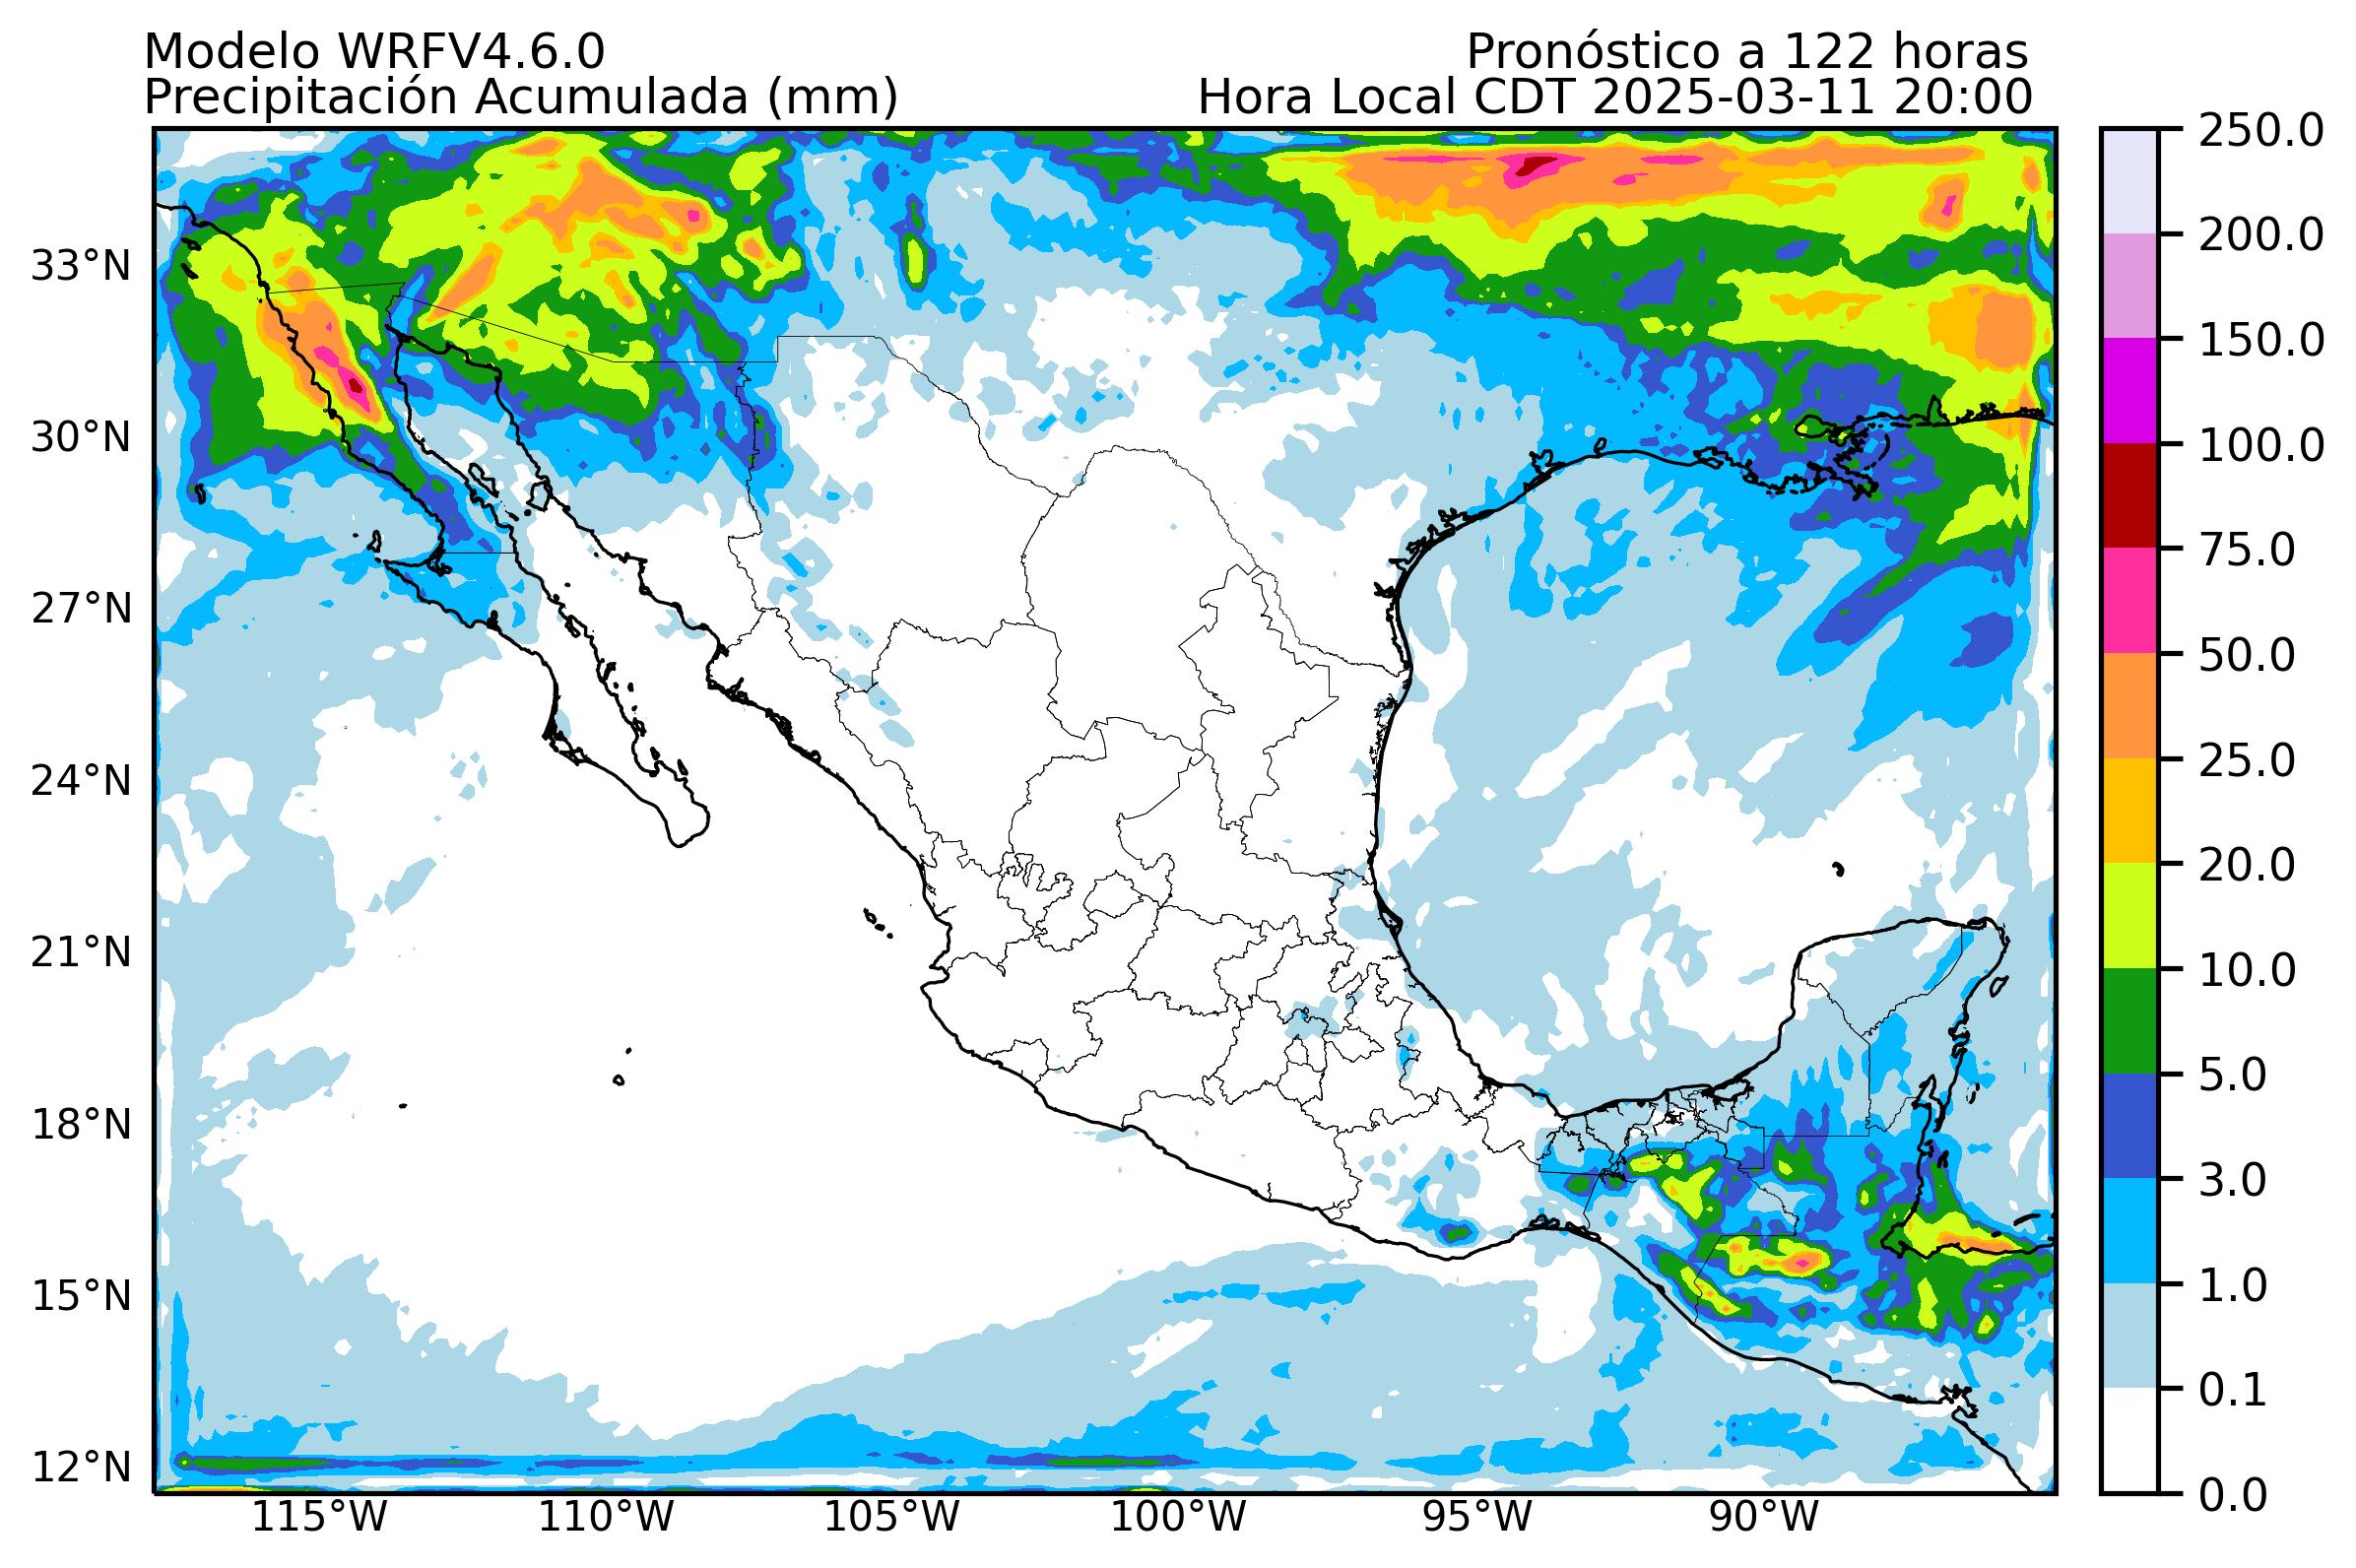 Modelo WRFV4.6.0
Pronóstico a 122 horas
Precipitación Acumulada (mm)
Hora Local CDT 2025-03-11 20:00
33°N
30°N
27°N
24°N
21°N
18°N
15°N
12°N
115°W
110°W
105°W
100°W
95°W
90°W
250.0
200.0
150.0
100.0
75.0
50.0
25.0
20.0
10.0
5.0
3.0
1.0
0.1
0.0